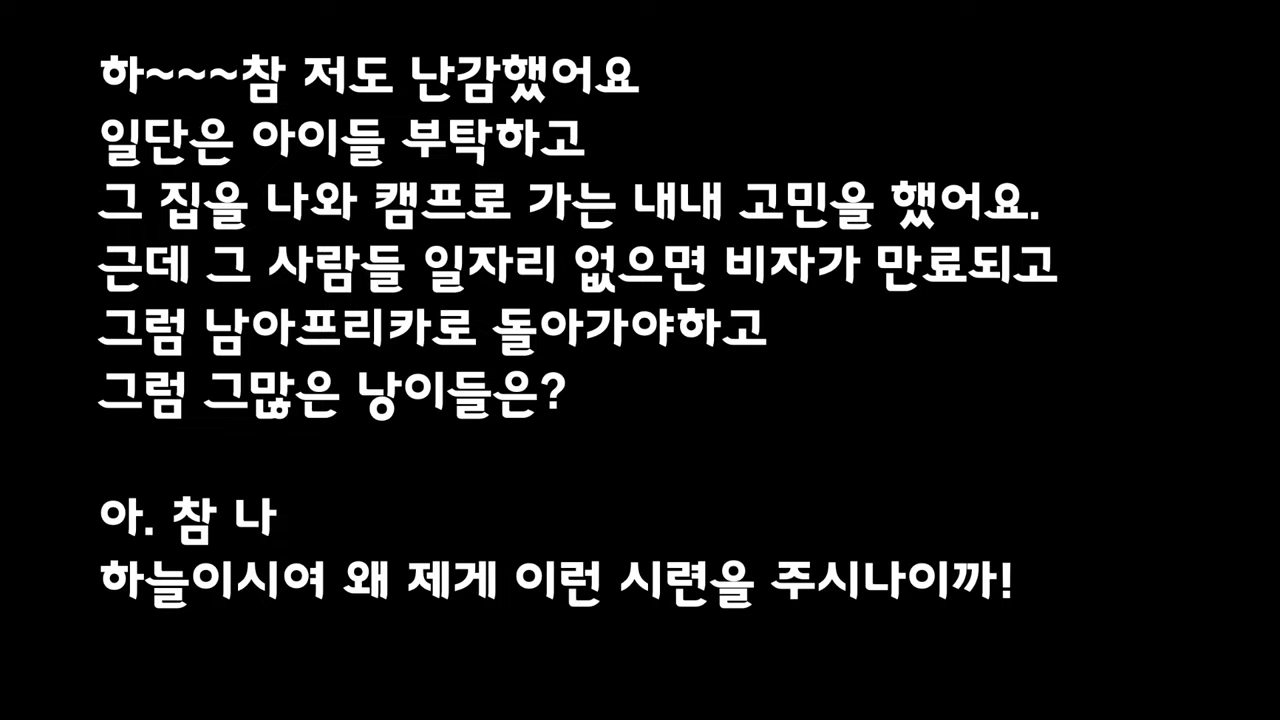 하~~~참 저도 난감했어요
일단은 아이들 부탁하고
그 집을 나와 캠프로 가는 내내 고민을 했어요.
근데 그 사람들 일자리 없으면 비자가 만료되고
그럼 남아프리카로 돌아가야하고
그럼 그많은 냥이들은?
아. 참 나
하늘이시여 왜 제게 이런 시련을 주시나이까!